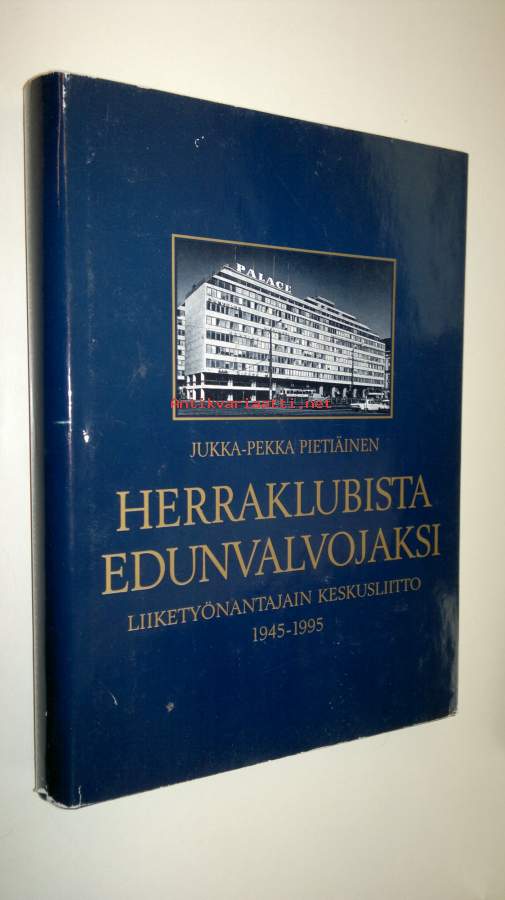 PALACE
antikvariaatti.net
JUKKA-PEKKA PIETIÄINEN
HERRAKLUBISTA
EDUNVALVOJAKSI
LIIKETYÖNANTAJAIN KESKUSLIITTO
1945-1995